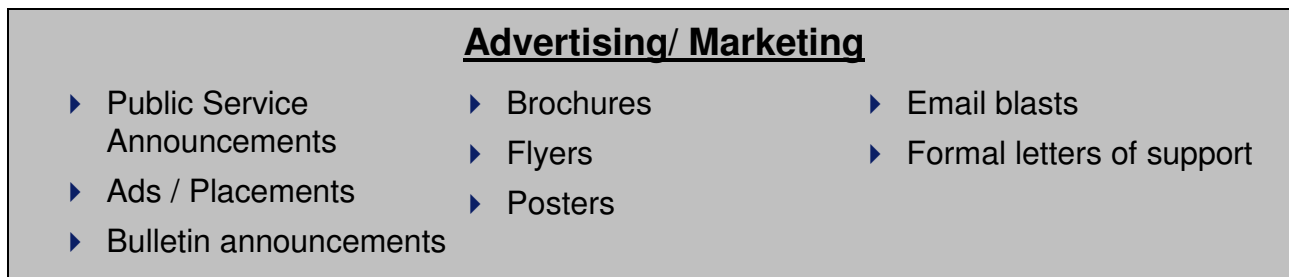 Advertising/ Marketing
Public Service
Announcements
Ads / Placements
Bulletin announcements
Brochures
Flyers
Posters
Email blasts
Formal letters of support